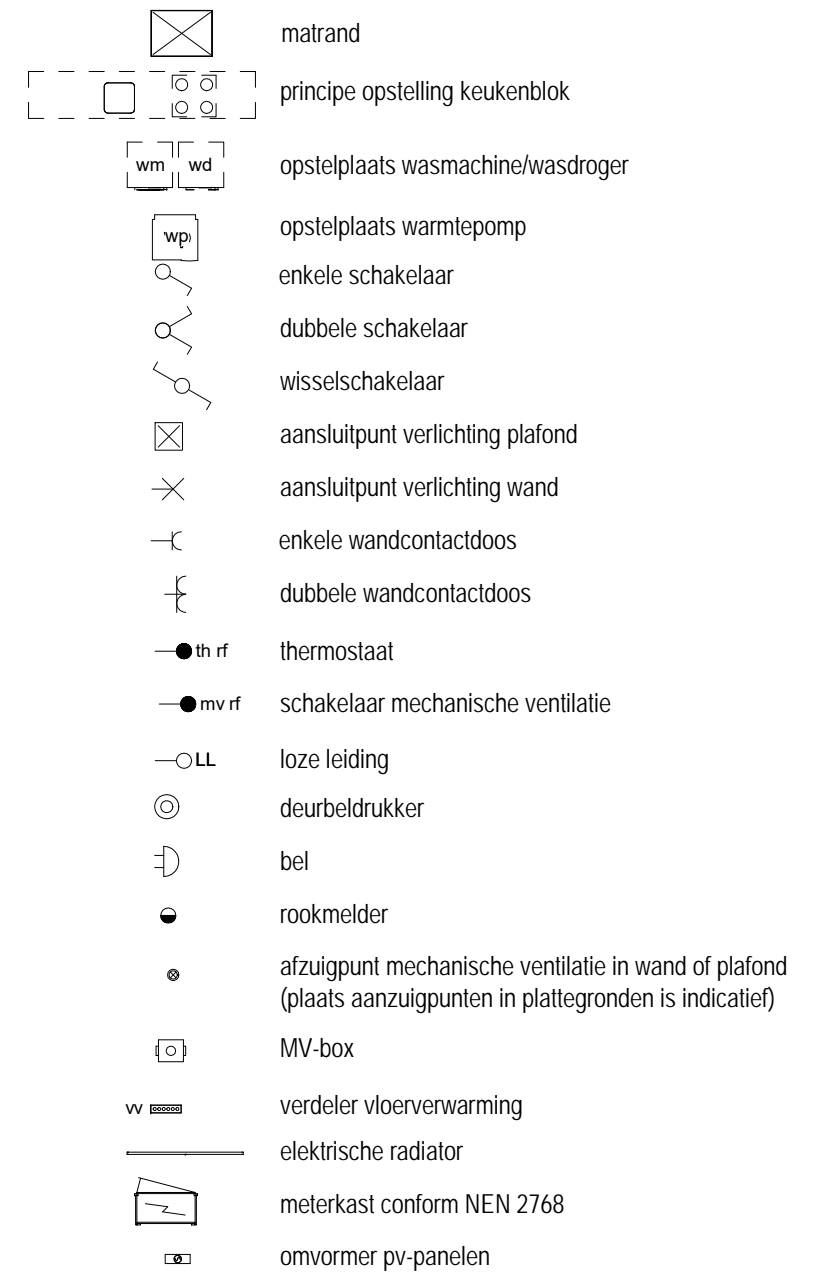 matrand
principe opstelling keukenblok
wm wd opstelplaats wasmachine/wasdroger
wp opstelplaats warmtepomp
enkele schakelaar
dubbele schakelaar
wisselschakelaar
aansluitpunt verlichting plafond
aansluitpunt verlichting wand
enkele wandcontactdoos
dubbele wandcontactdoos
th rf thermostaat
mv rf schakelaar mechanische ventilatie
LL loze leiding
deurbeldrukker
bel
rookmelder
afzuigpunt mechanische ventilatie in wand of plafond
(plaats aanzuigpunten in plattegronden is indicatief)
MV-box
vv verdeler vloerverwarming
elektrische radiator
meterkast conform NEN 2768
omvormer pv-panelen